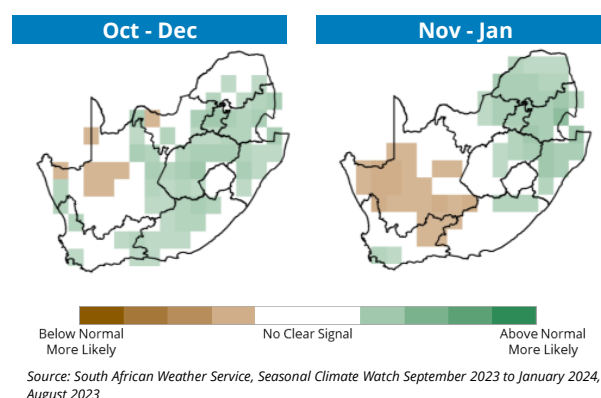 Oct - Dec
Nov - Jan
Below Normal
More Likely
No Clear Signal
Above Normal
More Likely
Source: South African Weather Service, Seasonal Climate Watch September 2023 to January 2024,
August 2023